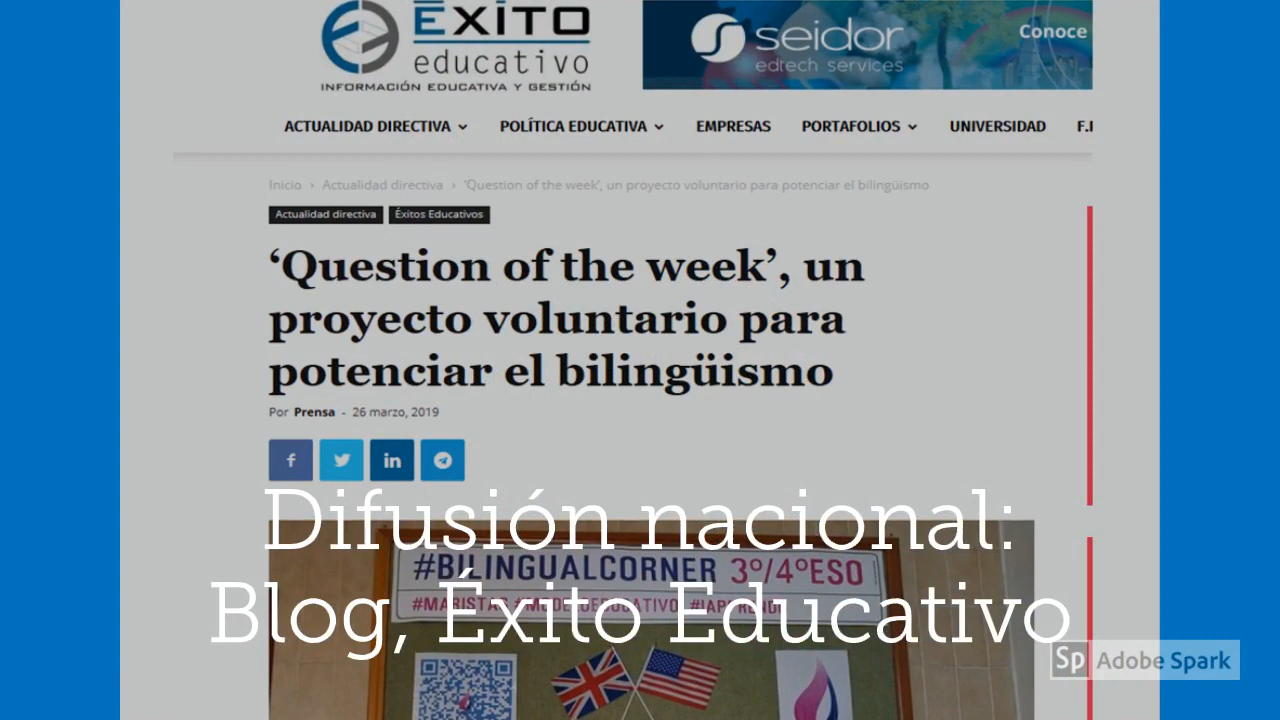 ÉXITO
educativo
INFORMACIÓN EDUCATIVA Y GESTIÓN
seidor
edtech services
Conoce
ACTUALIDAD DIRECTIVA POLÍTICA EDUCATIVA EMPRESAS PORTAFOLIOS UNIVERSIDAD
Inicio › Actualidad directiva › ‘Question of the week’, un proyecto voluntario para potenciar el bilingüismo
Actualidad directiva Éxitos Educativos
‘Question of the week’, un
proyecto voluntario para
potenciar el bilingüismo
Por Prensa - 26 marzo, 2019
Difusión nacional:
#BILINGUALCORNER 3º/4ºESO
Blog, Éxito Educativo
#MARISTAS
Sp Adobe Spark